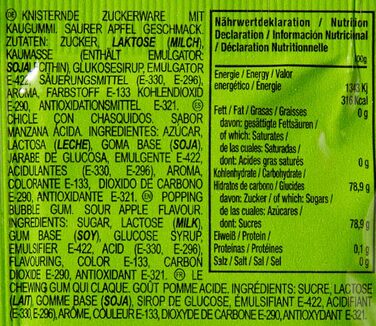 DE KNISTERNDE ZUCKERWARE MIT
KAUGUMMI. SAURER APFEL GESCHMACK.
ZUTATEN: ZUCKER, LAKTOSE (MILCH),
KAUMASSE (ENTHÄLT EMULGATOR:
SOJALECITHIN), GLUKOSESIRUP, EMULGATOR
E-422, SÄUERUNGSMITTEL (E-330, E-296),
AROMA, FARBSTOFF E-133 KOHLENDIOXID
E-290, ANTIOXIDATIONSMITTEL E-321. ES
CHICLE CON CHASQUIDOS. SABOR
MANZANA ÁCIDA. INGREDIENTES: AZÚCAR,
LACTOSA (LECHE), GOMA BASE (SOJA),
JARABE DE GLUCOSA, EMULGENTE E-422,
ACIDULANTES (E-330, E-296), AROMA,
COLORANTE E-133, DIOXIDO DE CARBONO
E-290, ANTIOXIDANTE E-321. EN POPPING
BUBBLE GUM. SOUR APPLE FLAVOUR.
INGREDIENTS: SUGAR, LACTOSE (MILK),
GUM BASE (SOY), GLUCOSE SYRUP,
EMULSIFIER E-422, ACID (E-330, E-296),
FLAVOURING, COLOR E-133, CARBON
DIOXIDE E-290, ANTIOXIDANT E-321. FR LE
CHEWING GUM QUI CLAQUE. GOÛT POMME ACIDE, INGRÉDIENTS: SUCRE, LACTOSE
(LAIT), GOMME BASE (SOJA), SIROP DE GLUCOSE, ÉMULSIFIANT E-422, ACIDIFIANT
(E-330, E-296), ARÔME, COULEUR E-133, DIOXYDE DE CARBONE E-290, ANTIOXYDANT E-321.
Nährwertdeklaration / Nutrition
Declaration / Información Nutricional
/ Déclaration Nutritionnelle
100g
Energie / Energy / Valor
energético / Énergie 1343 KJ
316 Kcal
Fett / Fat / Grasas / Graisses 0 g
davon: gesättigte Fettsäuren /
of which: Saturates /
de las cuales: Saturadas /
dont: Acides gras saturés 0 g
Kohlenhydrate / Carbohydrate /
Hidratos de carbono / Glucides 78,9 g
davon: Zucker / of which: Sugars /
de las cuales: Azúcares /
dont: Sucres 78,9 g
Eiweiß / Protein /
Proteínas / Protéines 0,1 g
Salz / Salt / Sal / Sel 0 g